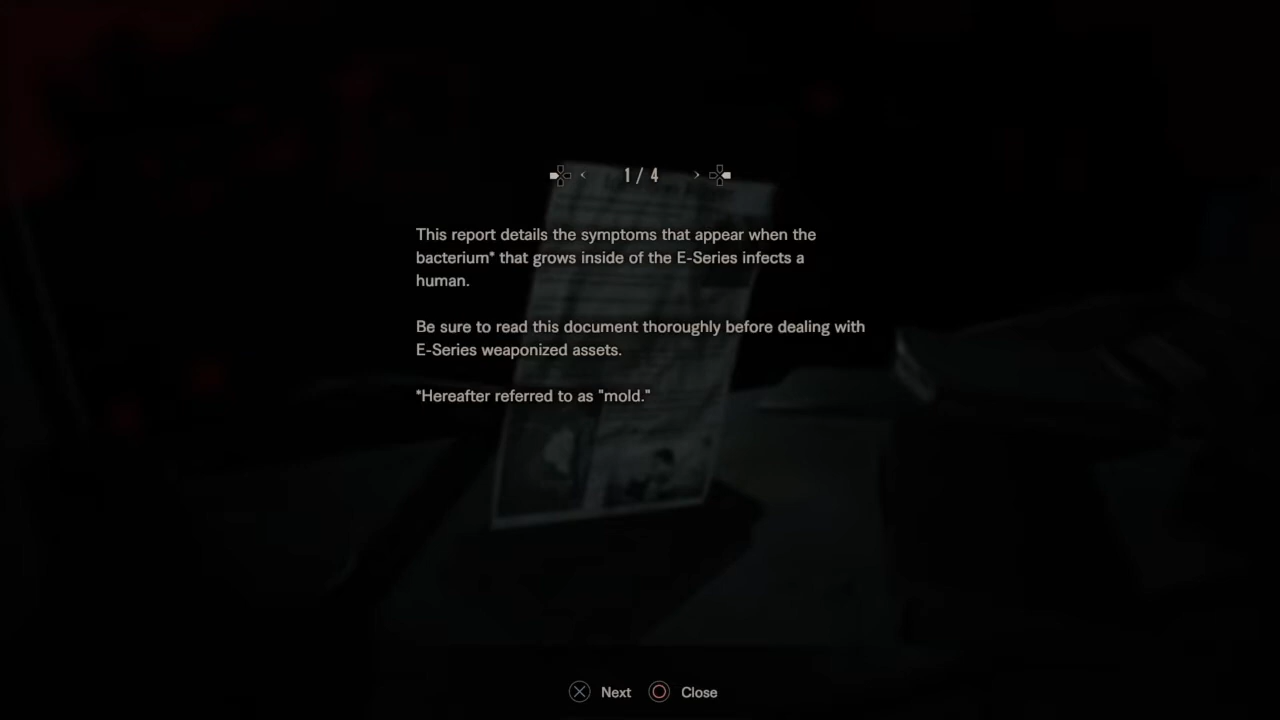 < 1 / 4 >
This report details the symptoms that appear when the
bacterium* that grows inside of the E-Series infects a
human.
Be sure to read this document thoroughly before dealing with
E-Series weaponized assets.
*Hereafter referred to as "mold."
Next Close